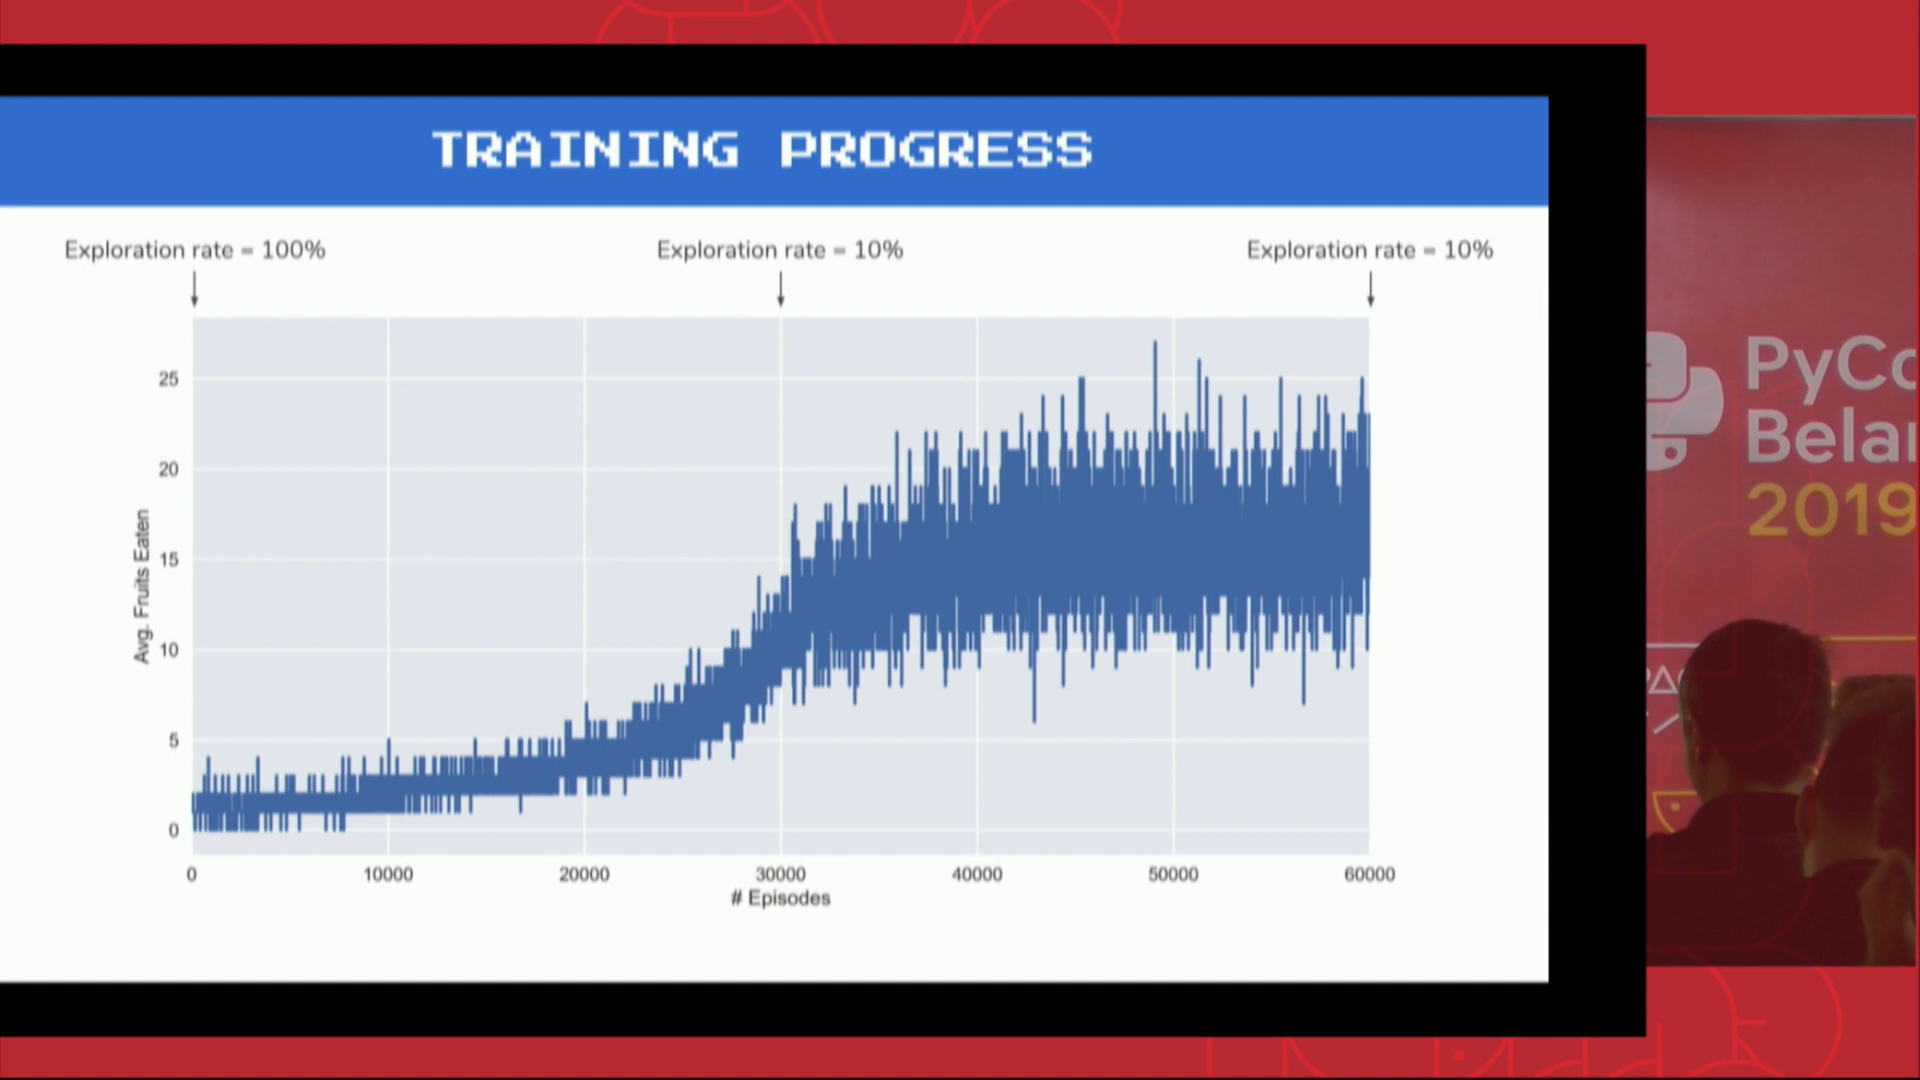 TRAINING PROGRESS
Exploration rate = 100%
Exploration rate = 10%
Exploration rate = 10%
25
20
15
10
5
0
Avg. Fruits Eaten
0 10000 20000 30000 40000 50000 60000
# Episodes
PyCo
Belar
2019